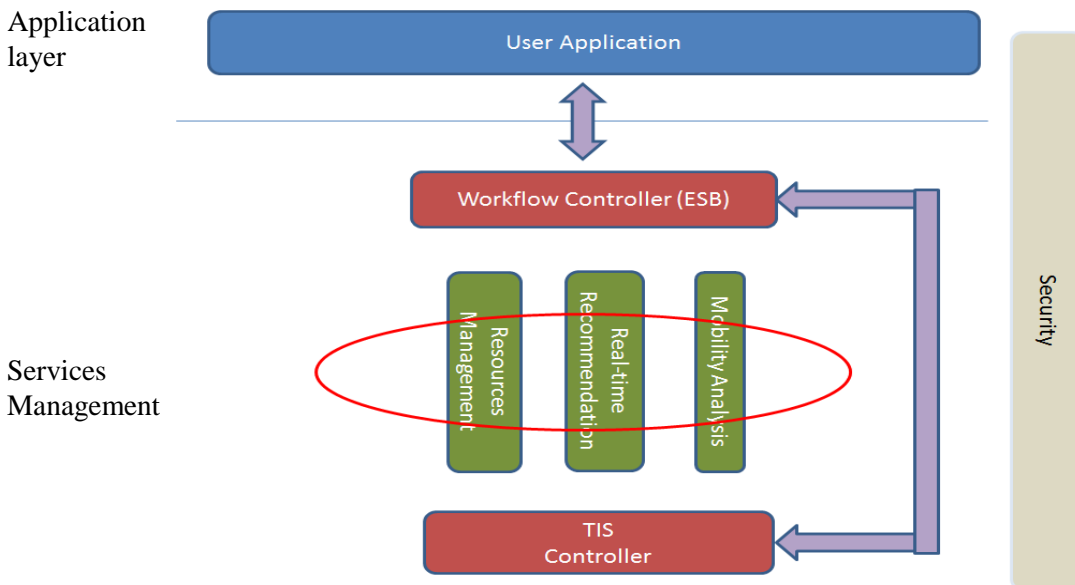 Application
layer
User Application
Workflow Controller (ESB)
Resources
Management
Real-time
Recommendation
Mobility Analysis
Security
Services
Management
TIS
Controller